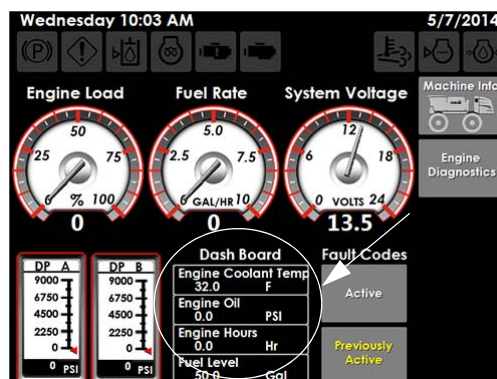 Wednesday 10:03 AM 5/7/2014
(P)
Engine Load Fuel Rate System Voltage Machine Info
50 5.0 12
25 75 2.5 7.5 6 18
Engine
Diagnostics
0 % 100 0 GAL/HR 10 0 VOLTS 24
0 0 13.5
Dash Board Fault Codes
DP A DP B
9000 9000
6750 6750
4500 4500
2250 2250
0 0
0 PSI 0 PSI
Engine Coolant Temp
32.0 F
Engine Oil
0.0 PSI
Engine Hours
0.0 Hr
Fuel Level
50.0 Gal
Active
Previously
Active